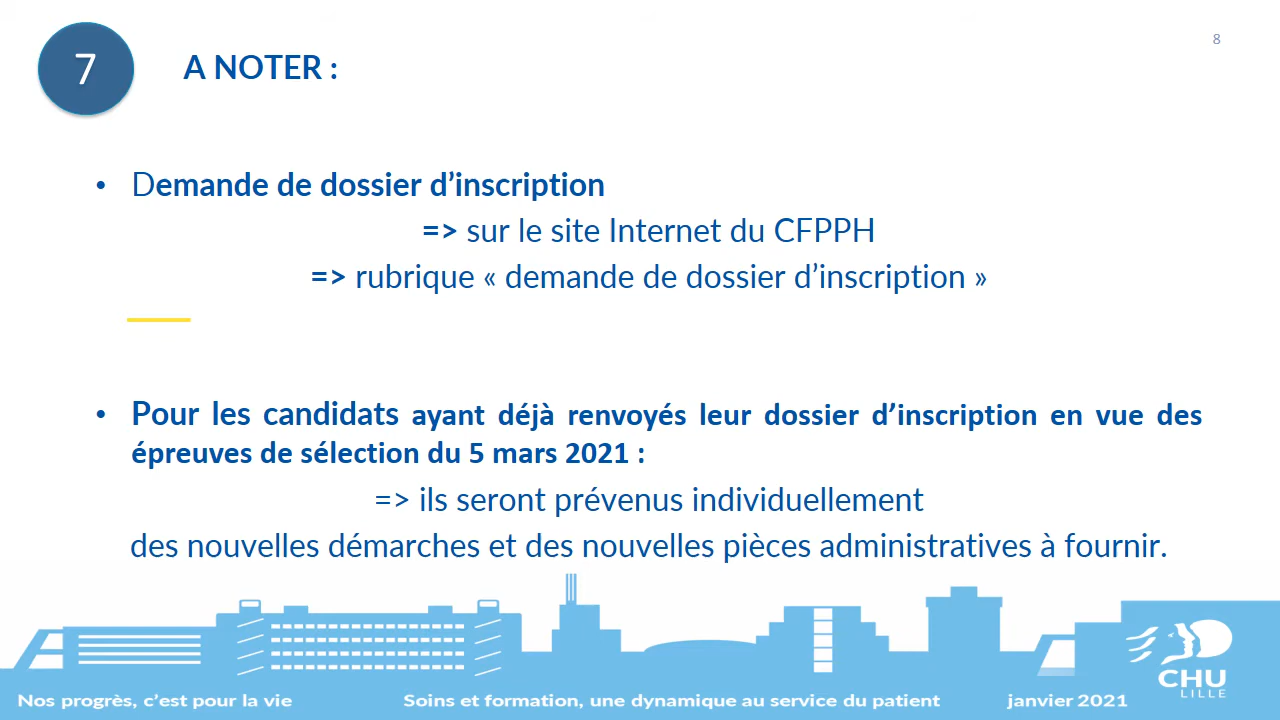 7
A NOTER :
8
• Demande de dossier d’inscription
=> sur le site Internet du CFPPH
=> rubrique « demande de dossier d’inscription »
• Pour les candidats ayant déjà renvoyés leur dossier d’inscription en vue des
épreuves de sélection du 5 mars 2021 :
=> ils seront prévenus individuellement
des nouvelles démarches et des nouvelles pièces administratives à fournir.
CHU
LILLE
Nos progrès, c’est pour la vie
Soins et formation, une dynamique au service du patient
janvier 2021